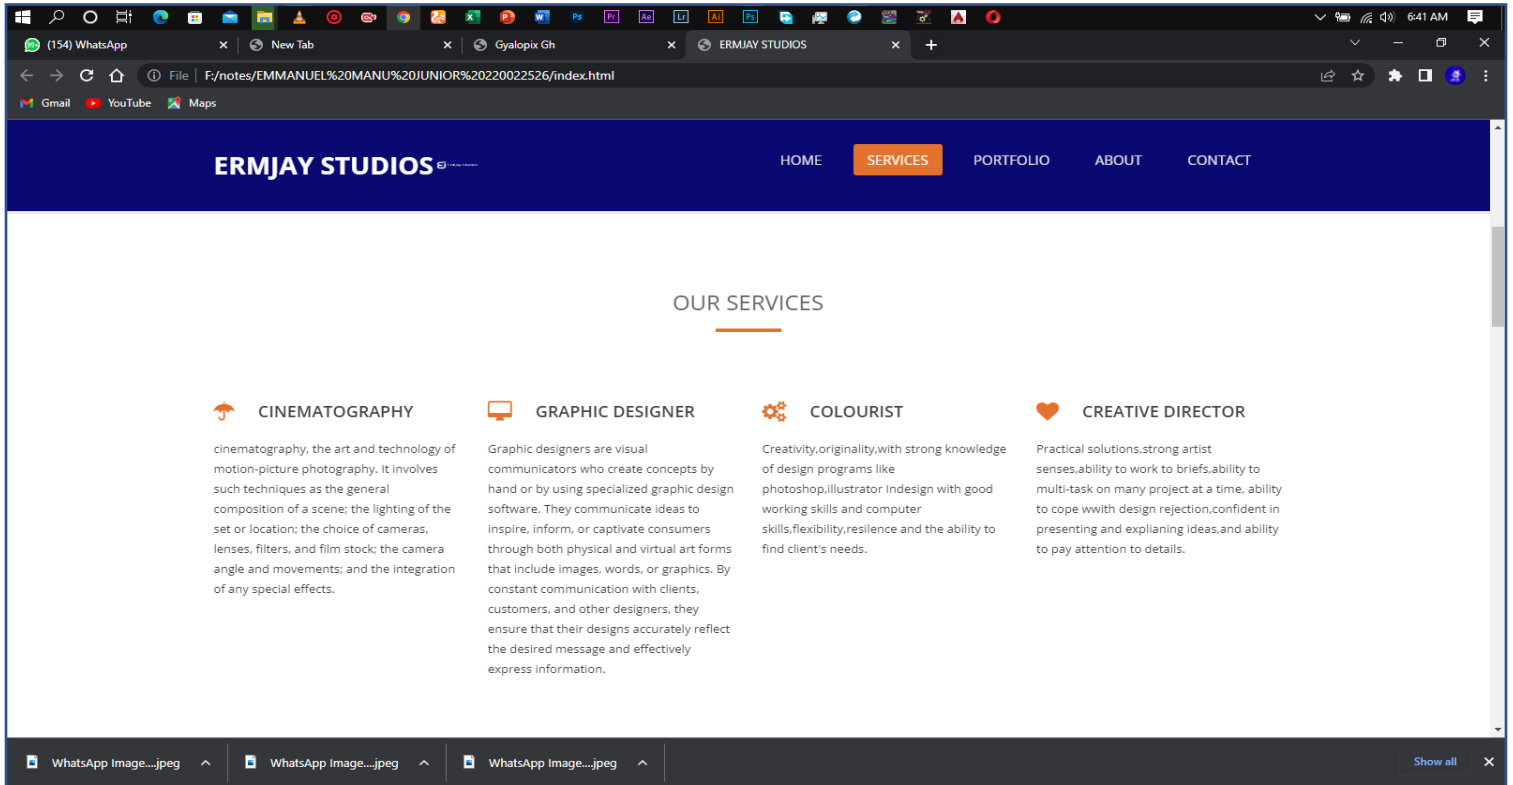 6:41 AM
(154) WhatsApp
New Tab
Gyalopix Gh
ERMJAY STUDIOS
File
F:/notes/EMMANUEL%20MANU%20JUNIOR%20220022526/index.html
Gmail
YouTube
Maps
ERMJAY STUDIOS
HOME
SERVICES
PORTFOLIO
ABOUT
CONTACT
OUR SERVICES
CINEMATOGRAPHY
cinematography, the art and technology of
motion-picture photography. It involves
such techniques as the general
composition of a scene; the lighting of the
set or location; the choice of cameras,
lenses, filters, and film stock; the camera
angle and movements; and the integration
of any special effects.
GRAPHIC DESIGNER
Graphic designers are visual
communicators who create concepts by
hand or by using specialized graphic design
software. They communicate ideas to
inspire, inform, or captivate consumers
through both physical and virtual art forms
that include images, words, or graphics. By
constant communication with clients,
customers, and other designers, they
ensure that their designs accurately reflect
the desired message and effectively
express information.
COLOURIST
Creativity,originality,with strong knowledge
of design programs like
photoshop,illustrator Indesign with good
working skills and computer
skills,flexibility,resilence and the ability to
find client's needs.
CREATIVE DIRECTOR
Practical solutions,strong artist
senses,ability to work to briefs,ability to
multi-task on many project at a time, ability
to cope wwith design rejection,confident in
presenting and explianing ideas,and ability
to pay attention to details.
WhatsApp Image....jpeg
WhatsApp Image....jpeg
WhatsApp Image....jpeg
Show all